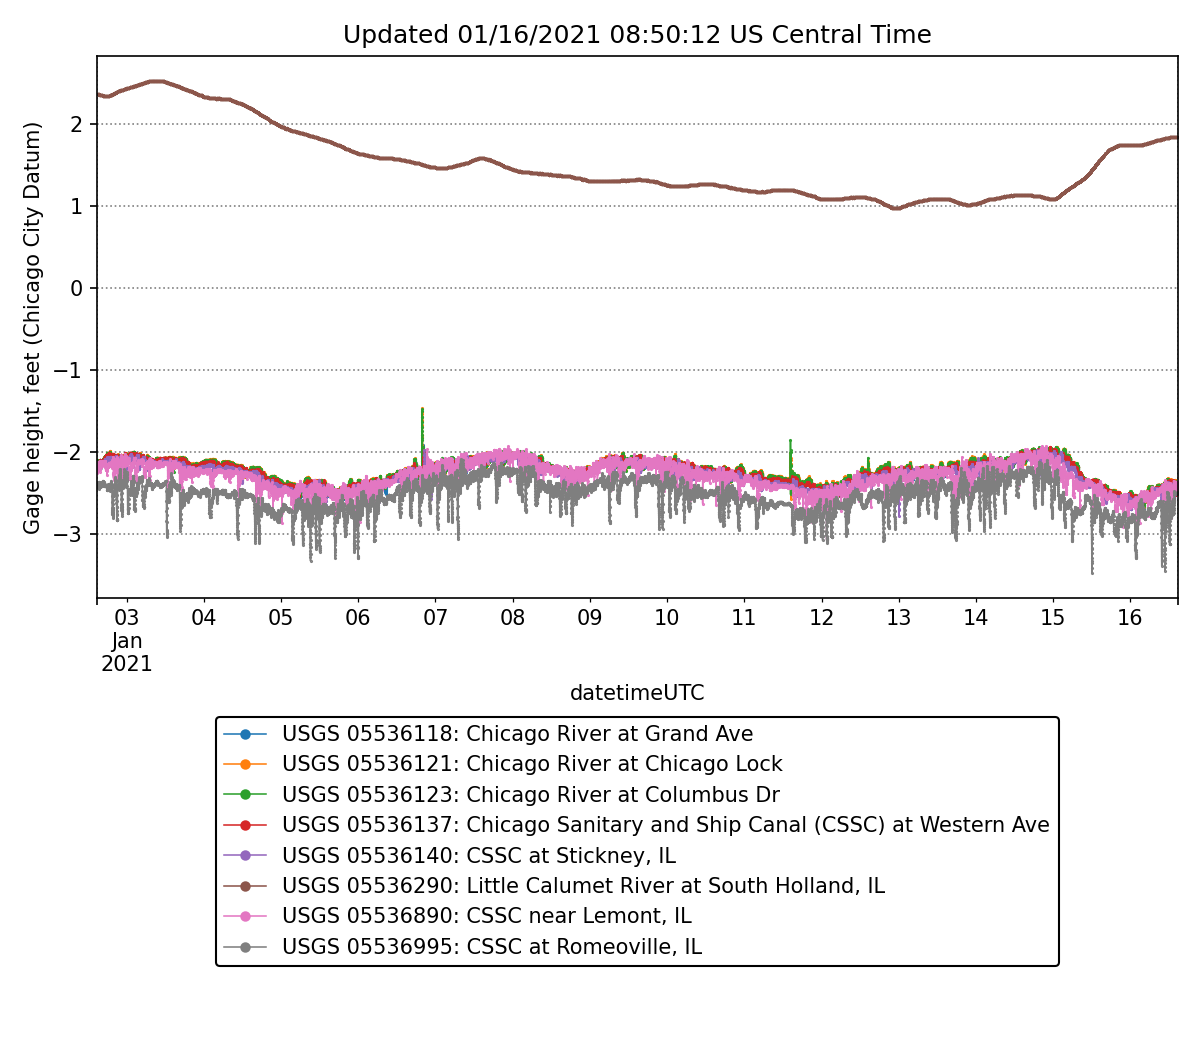 Updated 01/16/2021 08:50:12 US Central Time
Gage height, feet (Chicago City Datum)
2
1
0
−1
−2
−3
03 04 05 06 07 08 09 10 11 12 13 14 15 16
Jan
2021
datetimeUTC
USGS 05536118: Chicago River at Grand Ave
USGS 05536121: Chicago River at Chicago Lock
USGS 05536123: Chicago River at Columbus Dr
USGS 05536137: Chicago Sanitary and Ship Canal (CSSC) at Western Ave
USGS 05536140: CSSC at Stickney, IL
USGS 05536290: Little Calumet River at South Holland, IL
USGS 05536890: CSSC near Lemont, IL
USGS 05536995: CSSC at Romeoville, IL